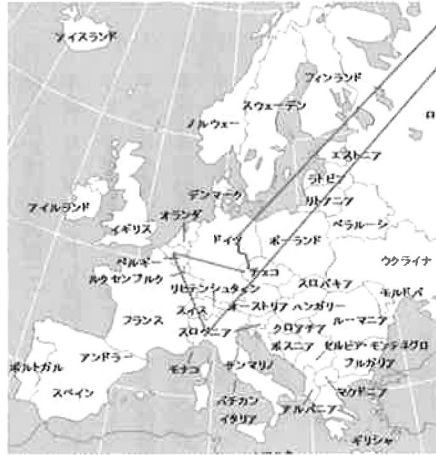 アイスランド
フィンランド
スウェーデン
ノルウェー
ロ
エストニア
ラトビア
リトアニア
デンマーク
アイルランド
オランダ
イギリス
ドイツ
ポーランド
ベラルーシ
ベルギー
チェコ
ウクライナ
ルクセンブルク
リヒテンシュタイン
スロバキア
モルドバ
オーストリア
ハンガリー
スイス
フランス
スロベニア
クロアチア
ルーマニア
ボスニア
セルビア・モンテネグロ
アンドラー
モナコ
サンマリノ
ブルガリア
ポルトガル
スペイン
バチカン
マケドニア
イタリア
アルバニア
ギリシャ